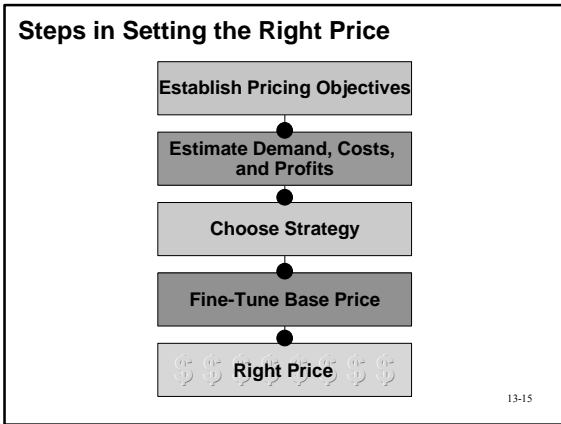 Steps in Setting the Right Price
Establish Pricing Objectives
Estimate Demand, Costs,
and Profits
Choose Strategy
Fine-Tune Base Price
$ $ $ $ $ $ $ $
Right Price
13-15